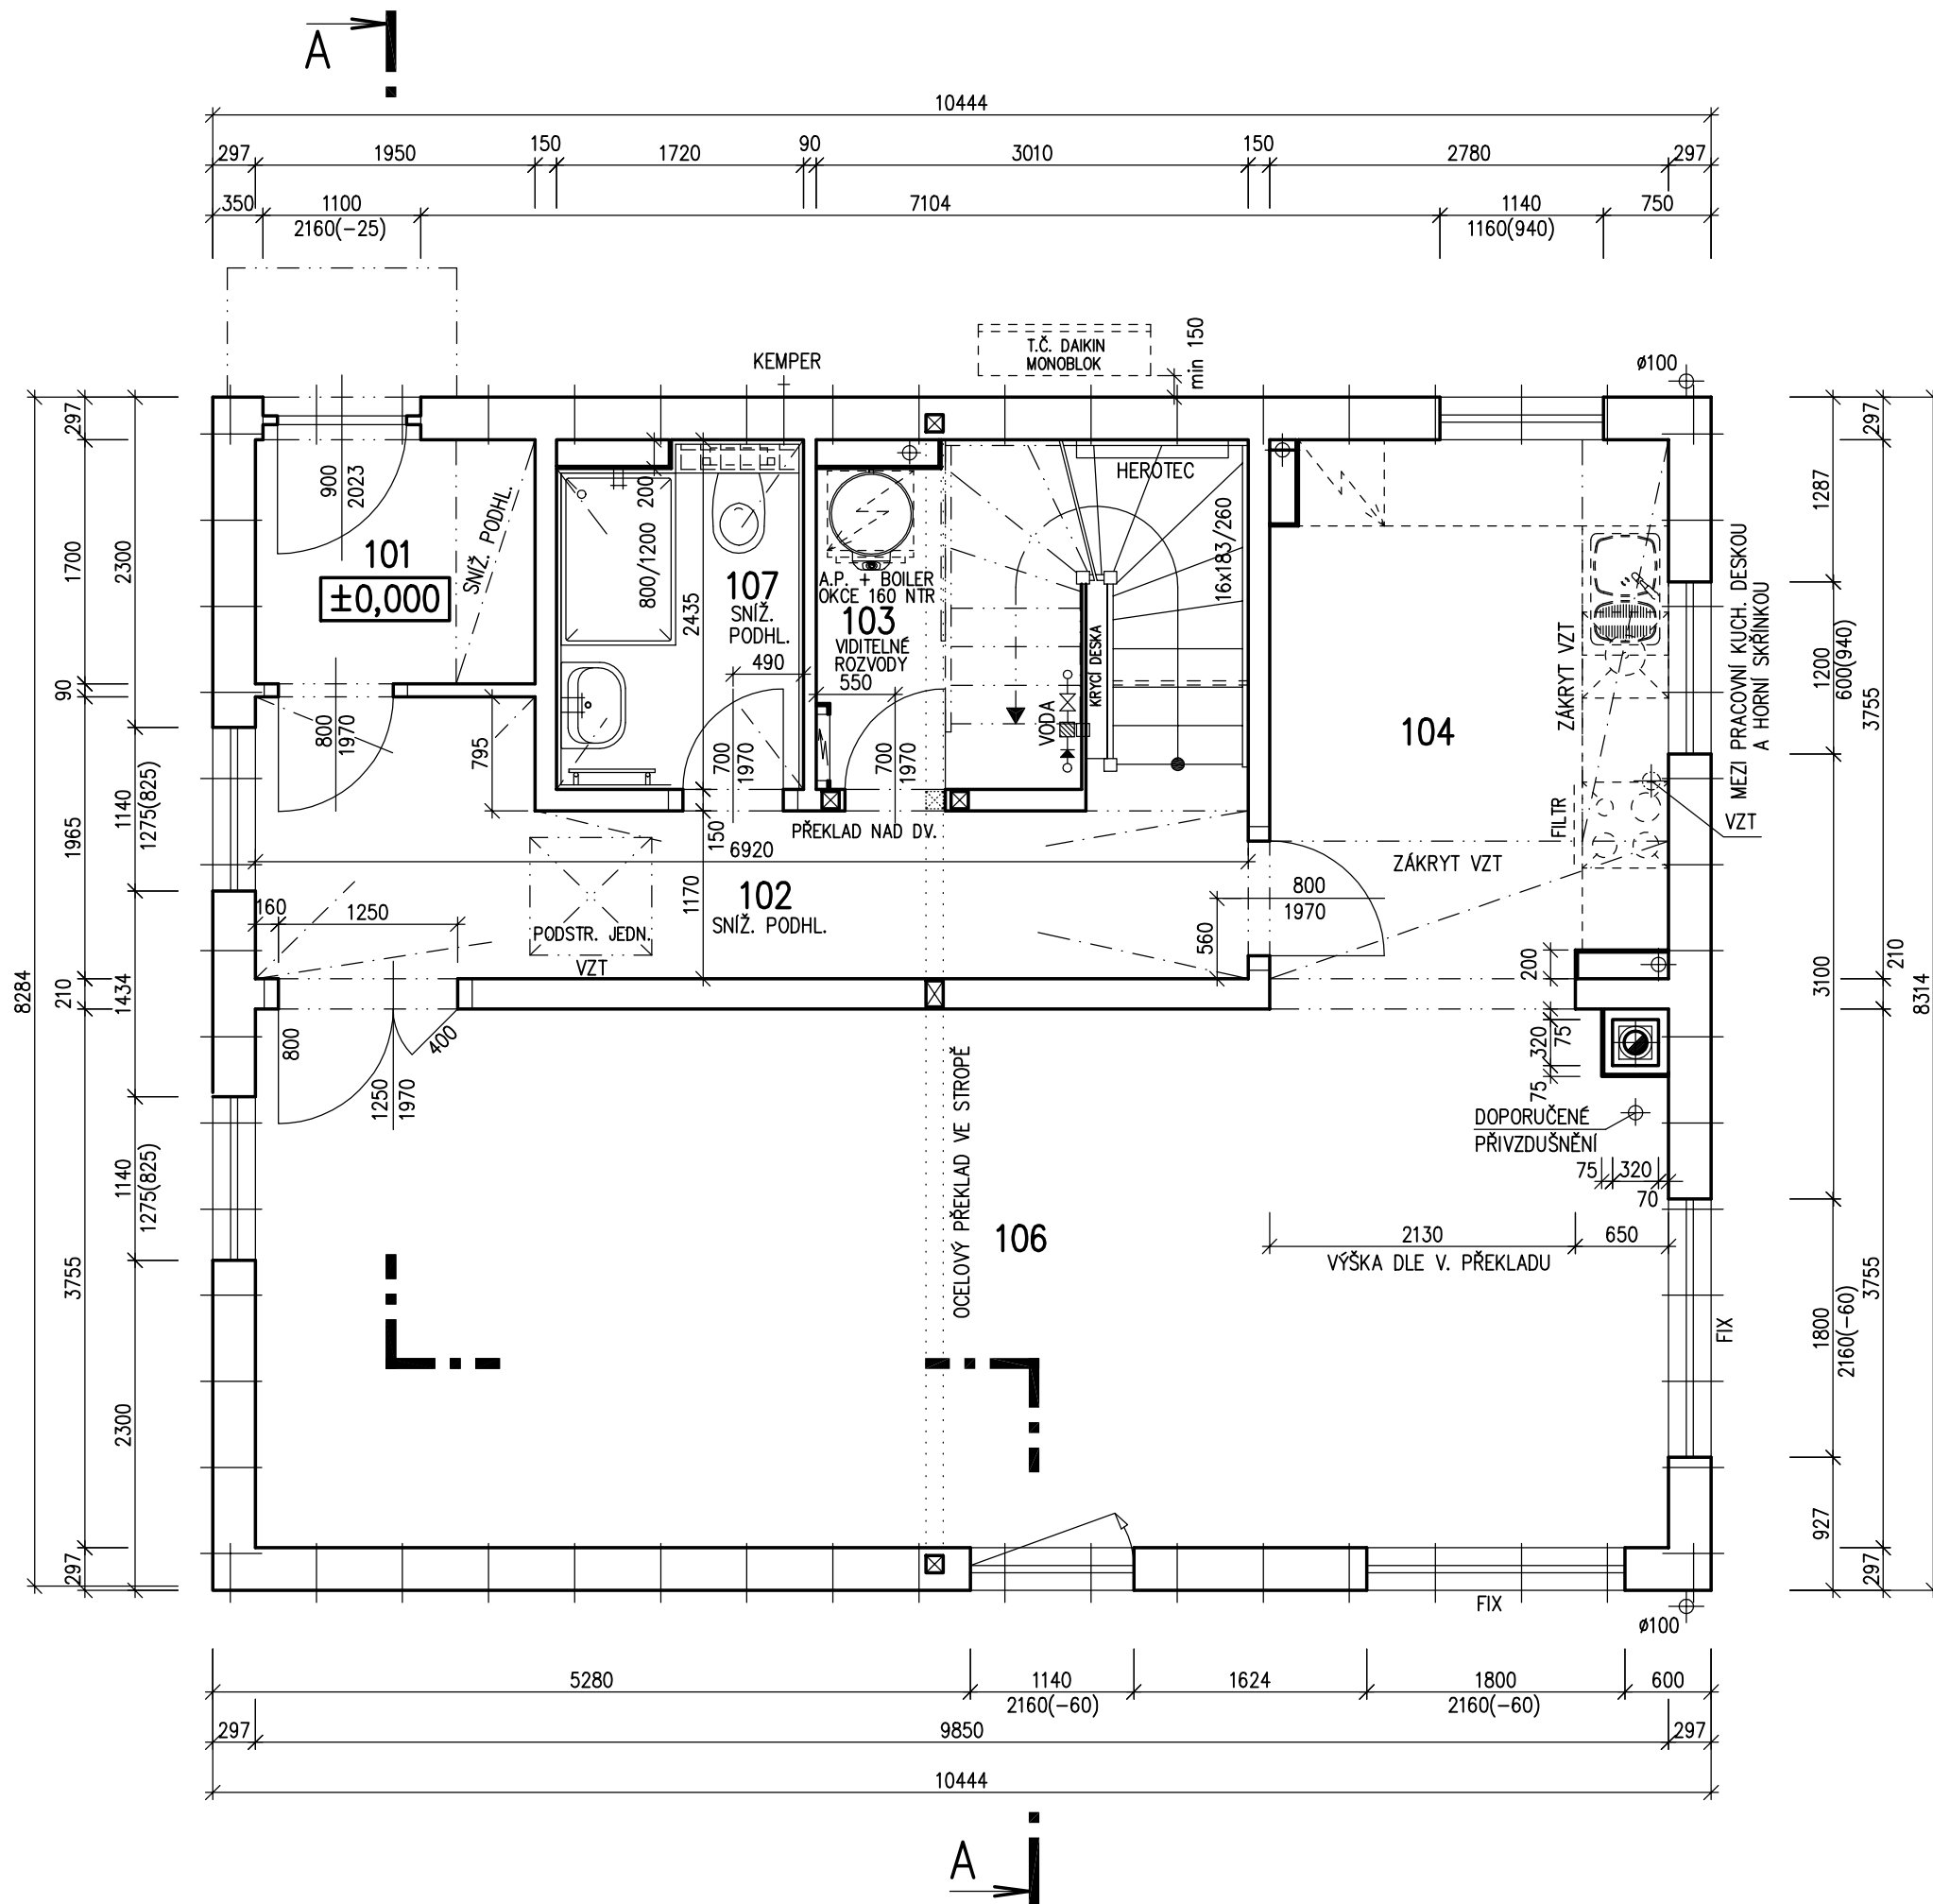 A
10444
297 1950 150 1720 90 3010 150 2780 297
350 1100 7104 1140 750
2160(-25) 1160(940)
T.Č. DAIKIN
MONOBLOK
min 150
KEMPER
ø100
HEROTEC
16x183/260
900
2023
101
±0,000
SNÍŽ. PODHL.
200
800/1200
2435
107
SNÍŽ.
PODHL.
490
A.P. + BOILER
OKCE 160 NTR
103
VIDITELNÉ
ROZVODY
550
KRYCÍ DESKA
VODA
104
ZÁKRYT VZT
ZÁKRYT VZT
FILTR
VZT
MEZI PRACOVNÍ KUCH. DESKOU
A HORNÍ SKŘÍNKOU
800
1970
795
700
1970
700
1970
150
PŘEKLAD NAD DV.
6920
102
SNÍŽ. PODHL.
1170
160
1250
PODSTR. JEDN.
VZT
800
1970
560
200
800
400
1250
1970
320
75
75
DOPORUČENÉ
PŘIVZDUŠNĚNÍ
75 320
70
OCELOVÝ PŘEKLAD VE STROPĚ
106
2130 650
VÝŠKA DLE V. PŘEKLADU
FIX
FIX
ø100
8284
297
1700
90
1965
210
3755
297
2300
1140
1275(825)
1434
1140
1275(825)
2300
1287
1200
600(940)
3100
1800
2160(-60)
927
297
3755
210
3755
297
8314
5280 1140 1624 1800 600
2160(-60) 2160(-60)
297 9850 297
10444
A